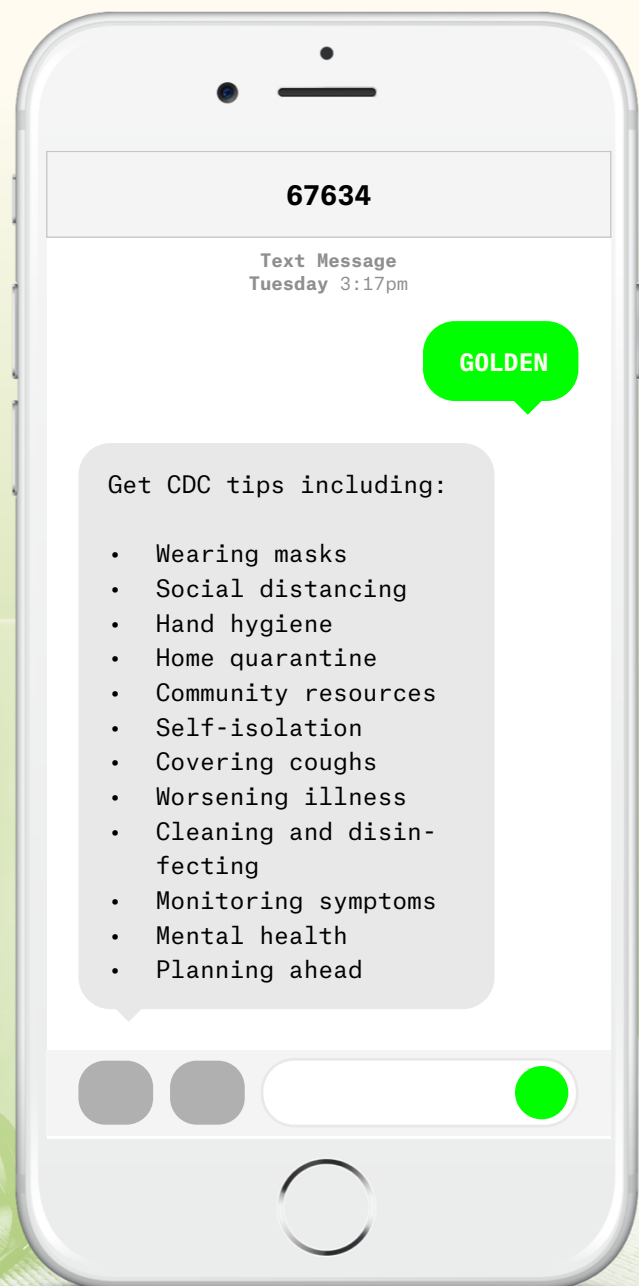 67634
Text Message
Tuesday 3:17pm
GOLDEN
Get CDC tips including:
• Wearing masks
• Social distancing
• Hand hygiene
• Home quarantine
• Community resources
• Self-isolation
• Covering coughs
• Worsening illness
• Cleaning and disin-
fecting
• Monitoring symptoms
• Mental health
• Planning ahead